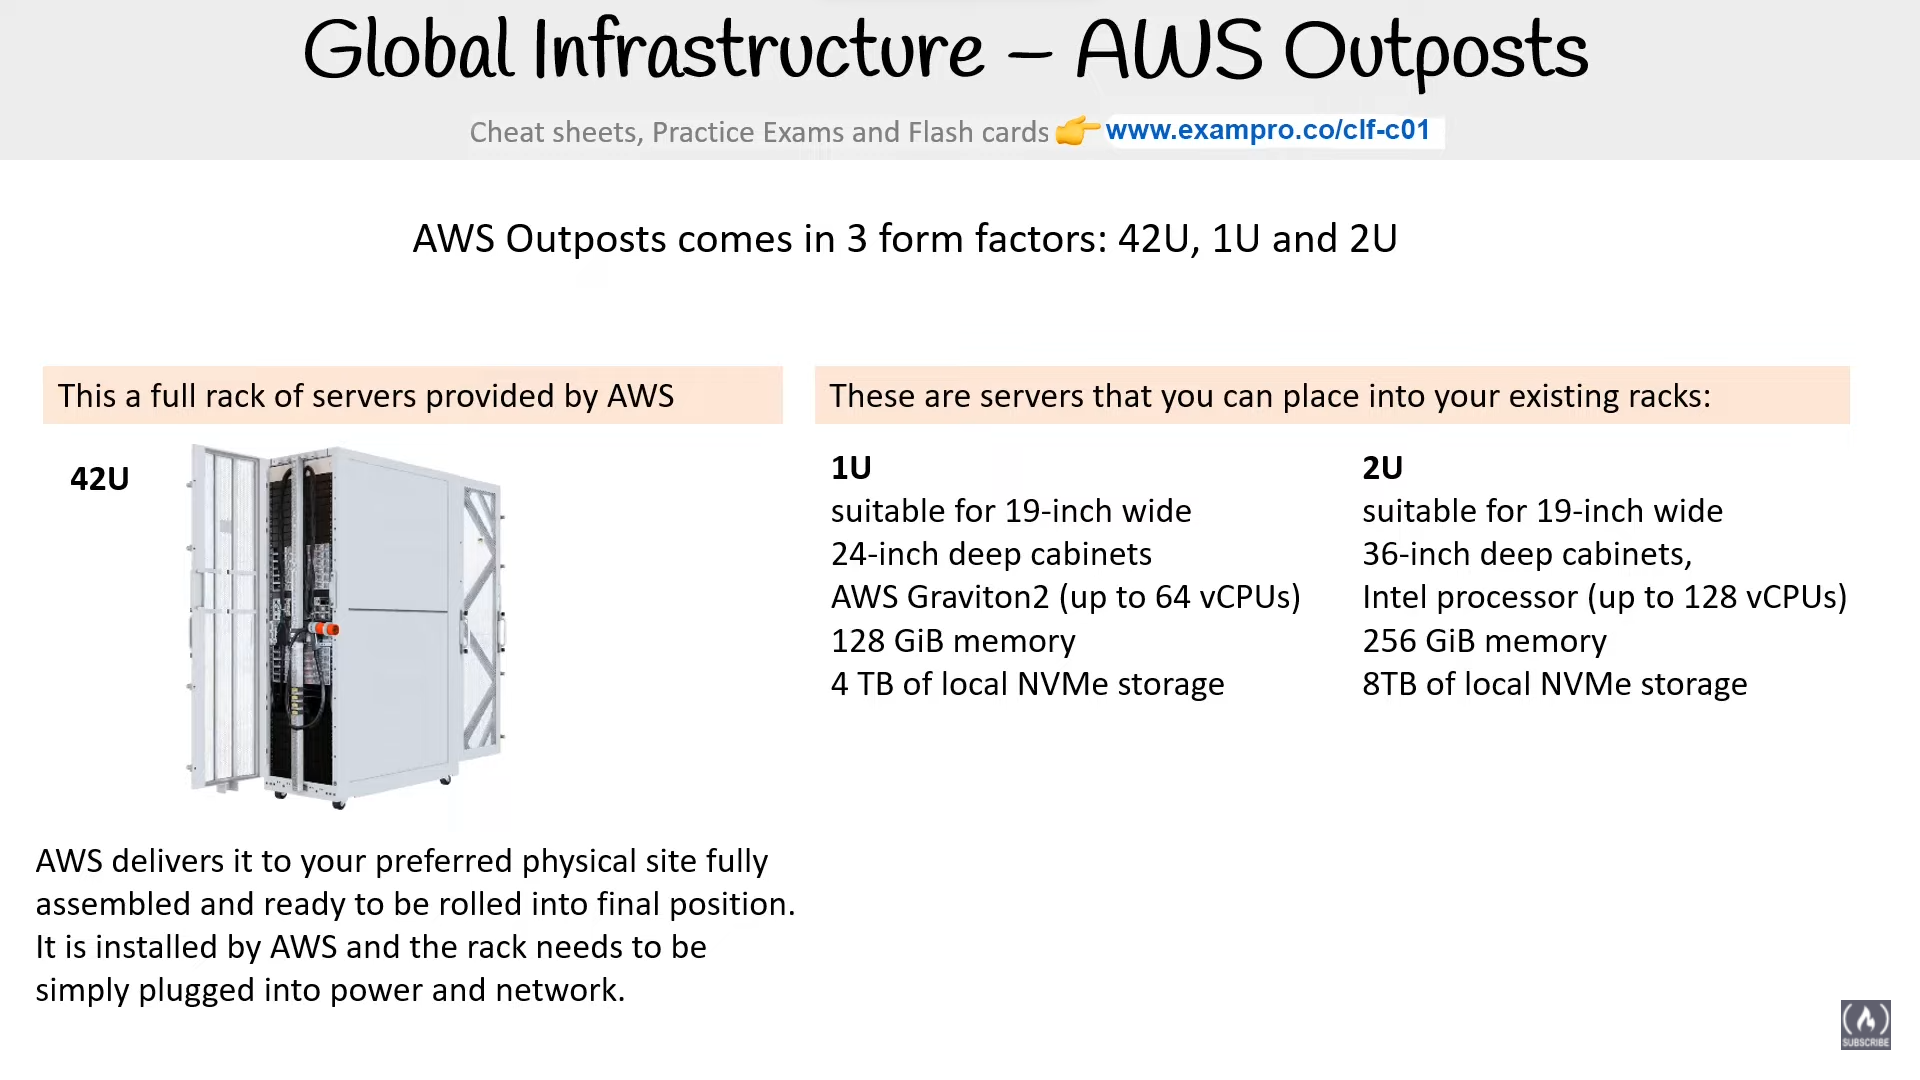 Global Infrastructure – AWS Outposts
Cheat sheets, Practice Exams and Flash cards 👉 www.exampro.co/clf-c01
AWS Outposts comes in 3 form factors: 42U, 1U and 2U
This a full rack of servers provided by AWS
42U
AWS delivers it to your preferred physical site fully
assembled and ready to be rolled into final position.
It is installed by AWS and the rack needs to be
simply plugged into power and network.
These are servers that you can place into your existing racks:
1U
suitable for 19-inch wide
24-inch deep cabinets
AWS Graviton2 (up to 64 vCPUs)
128 GiB memory
4 TB of local NVMe storage
2U
suitable for 19-inch wide
36-inch deep cabinets,
Intel processor (up to 128 vCPUs)
256 GiB memory
8TB of local NVMe storage
SUBSCRIBE